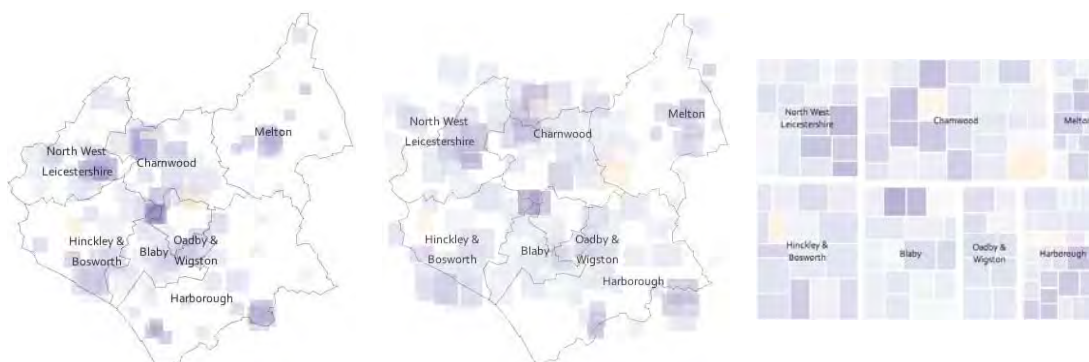 Melton
North West
Leicestershire
Charnwood
Hinckley &
Bosworth
Blaby
Oadby &
Wigston
Harborough
North West
Leicestershire
Charnwood
Melton
Hinckley &
Bosworth
Blaby
Oadby &
Wigston
Harborough
North West
Leicestershire
Charnwood
Melton
Hinckley &
Bosworth
Blaby
Oadby &
Wigston
Harborough